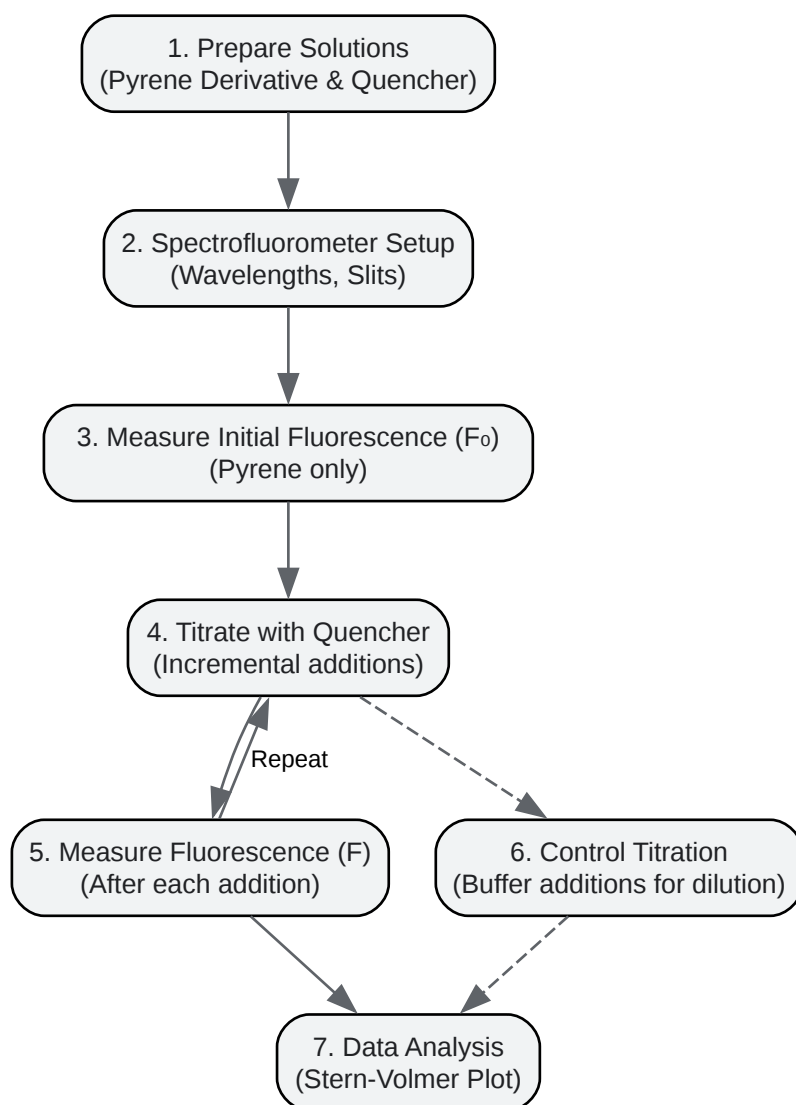 1. Prepare Solutions
(Pyrene Derivative & Quencher)
2. Spectrofluorometer Setup
(Wavelengths, Slits)
3. Measure Initial Fluorescence (F₀)
(Pyrene only)
4. Titrate with Quencher
(Incremental additions)
Repeat
5. Measure Fluorescence (F)
(After each addition)
6. Control Titration
(Buffer additions for dilution)
7. Data Analysis
(Stern-Volmer Plot)